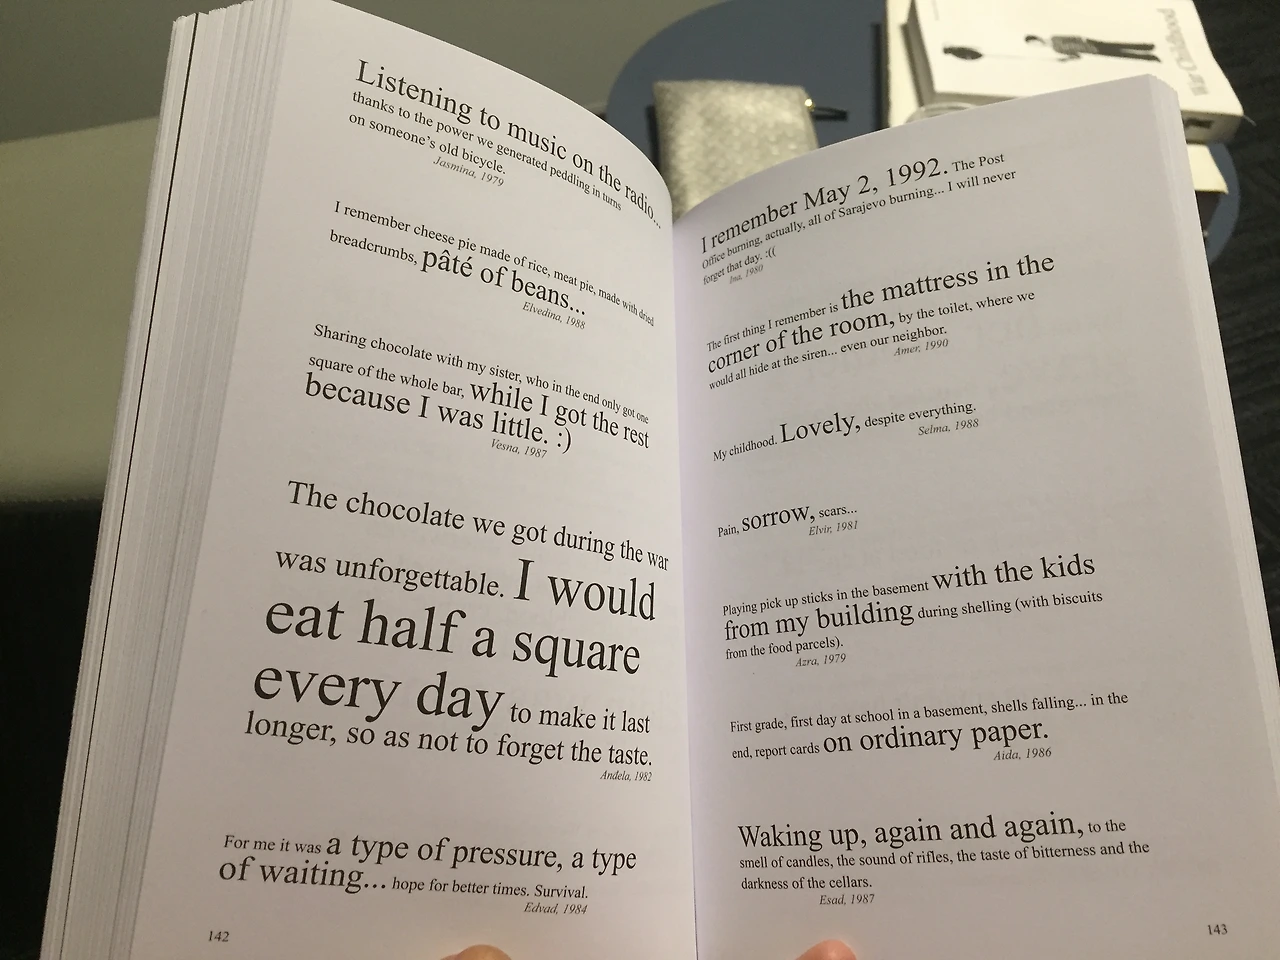 Listening to music on the radio...
thanks to the power we generated peddling in turns
on someone's old bicycle.
Jasmina, 1979
I remember cheese pie made of rice, meat pie, made with dried
breadcrumbs, pâté of beans...
Elvedina, 1988
Sharing chocolate with my sister, who in the end only got one
square of the whole bar, while I got the rest
because I was little. :)
Vesna, 1987
The chocolate we got during the war
was unforgettable. I would
eat half a square
every day to make it last
longer, so as not to forget the taste.
Anđela, 1982
For me it was a type of pressure, a type
of waiting... hope for better times. Survival.
Edvad, 1984
142
I remember May 2, 1992. The Post
Office burning, actually, all of Sarajevo burning... I will never
forget that day. :((
Ina, 1980
The first thing I remember is the mattress in the
corner of the room, by the toilet, where we
would all hide at the siren... even our neighbor.
Amer, 1990
My childhood. Lovely, despite everything.
Selma, 1988
Pain, sorrow, scars...
Elvir, 1981
Playing pick up sticks in the basement with the kids
from my building during shelling (with biscuits
from the food parcels).
Azra, 1979
First grade, first day at school in a basement, shells falling... in the
end, report cards on ordinary paper.
Aida, 1986
Waking up, again and again, to the
smell of candles, the sound of rifles, the taste of bitterness and the
darkness of the cellars.
Esad, 1987
143
War Childhood